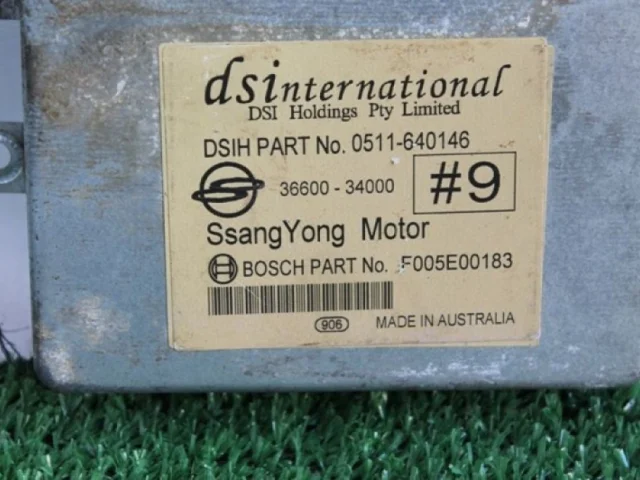 dsinternational
DSI Holdings Pty Limited
DSIH PART No. 0511-640146
36600-34000 #9
SsangYong Motor
BOSCH PART No. F005E00183
906 MADE IN AUSTRALIA